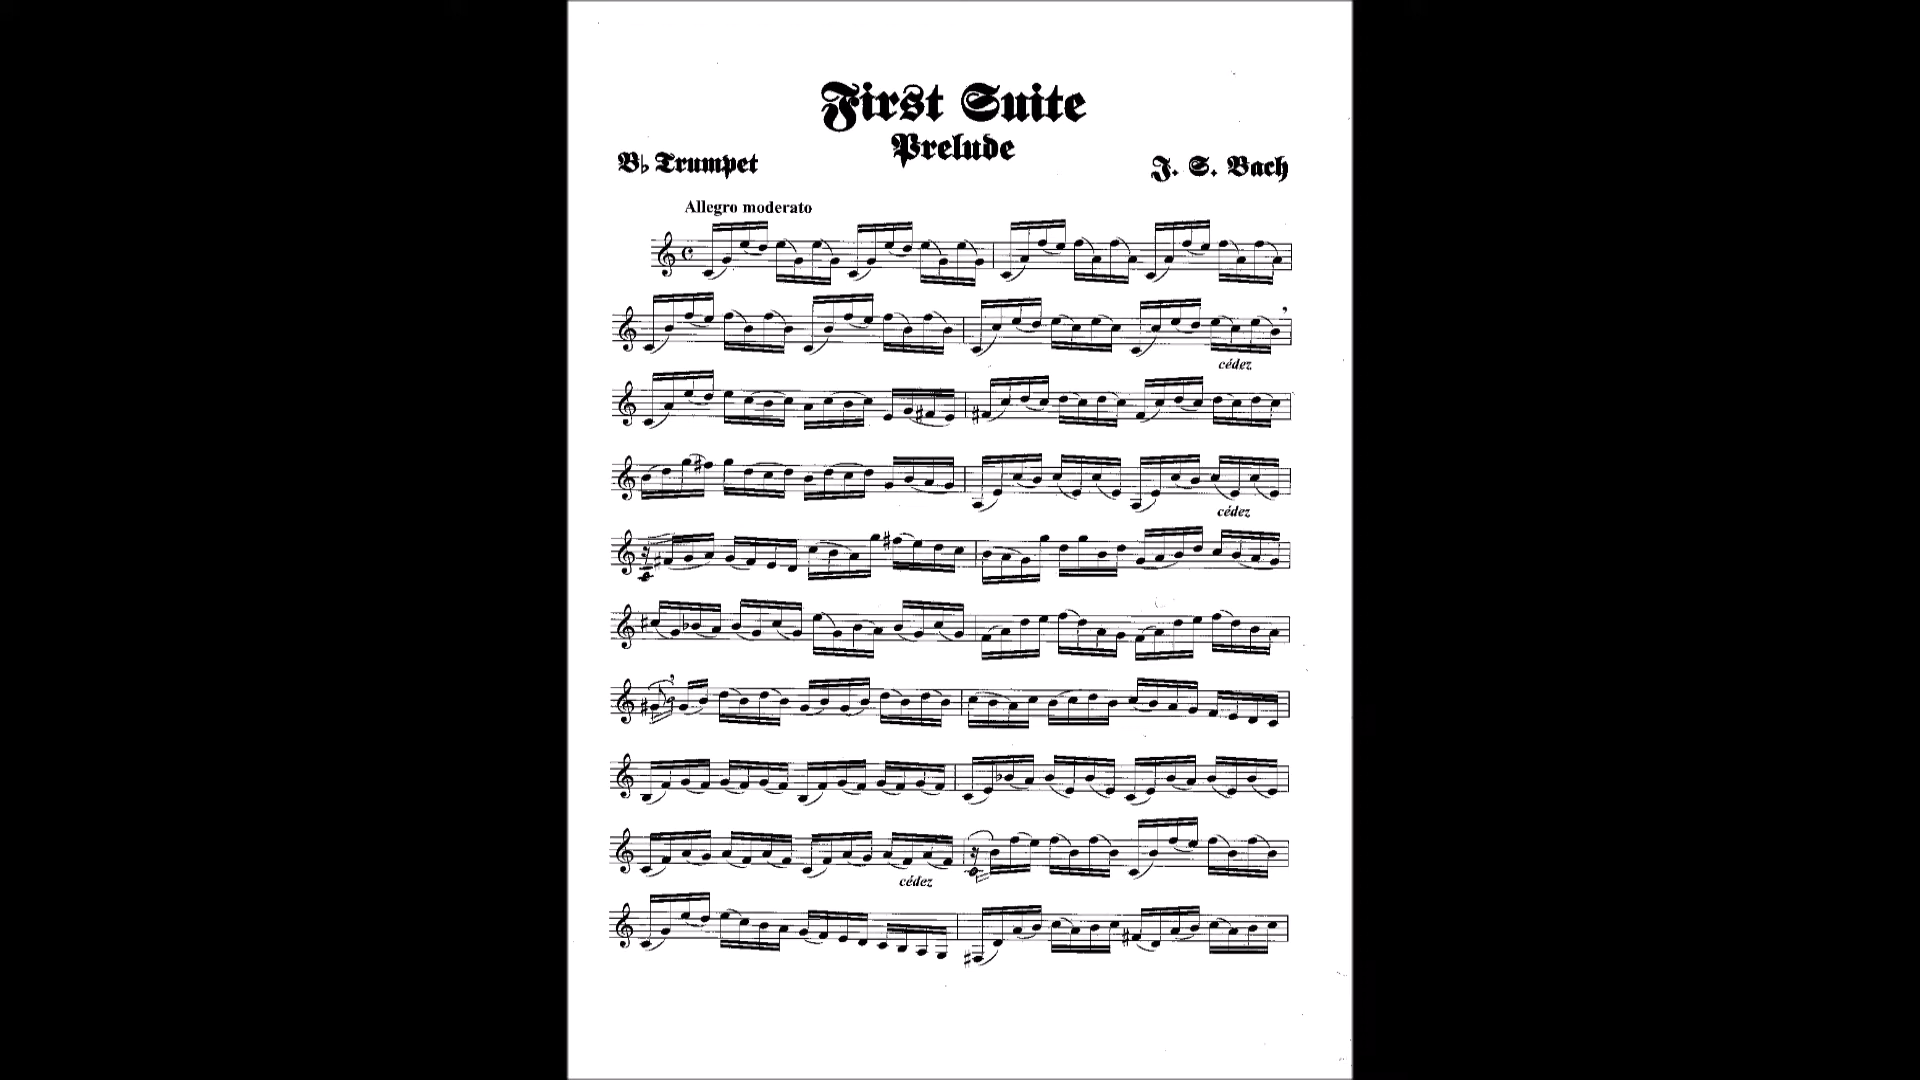 First Suite
Prelude
B♭ Trumpet
J. S. Bach
Allegro moderato
cédez
cédez
cédez